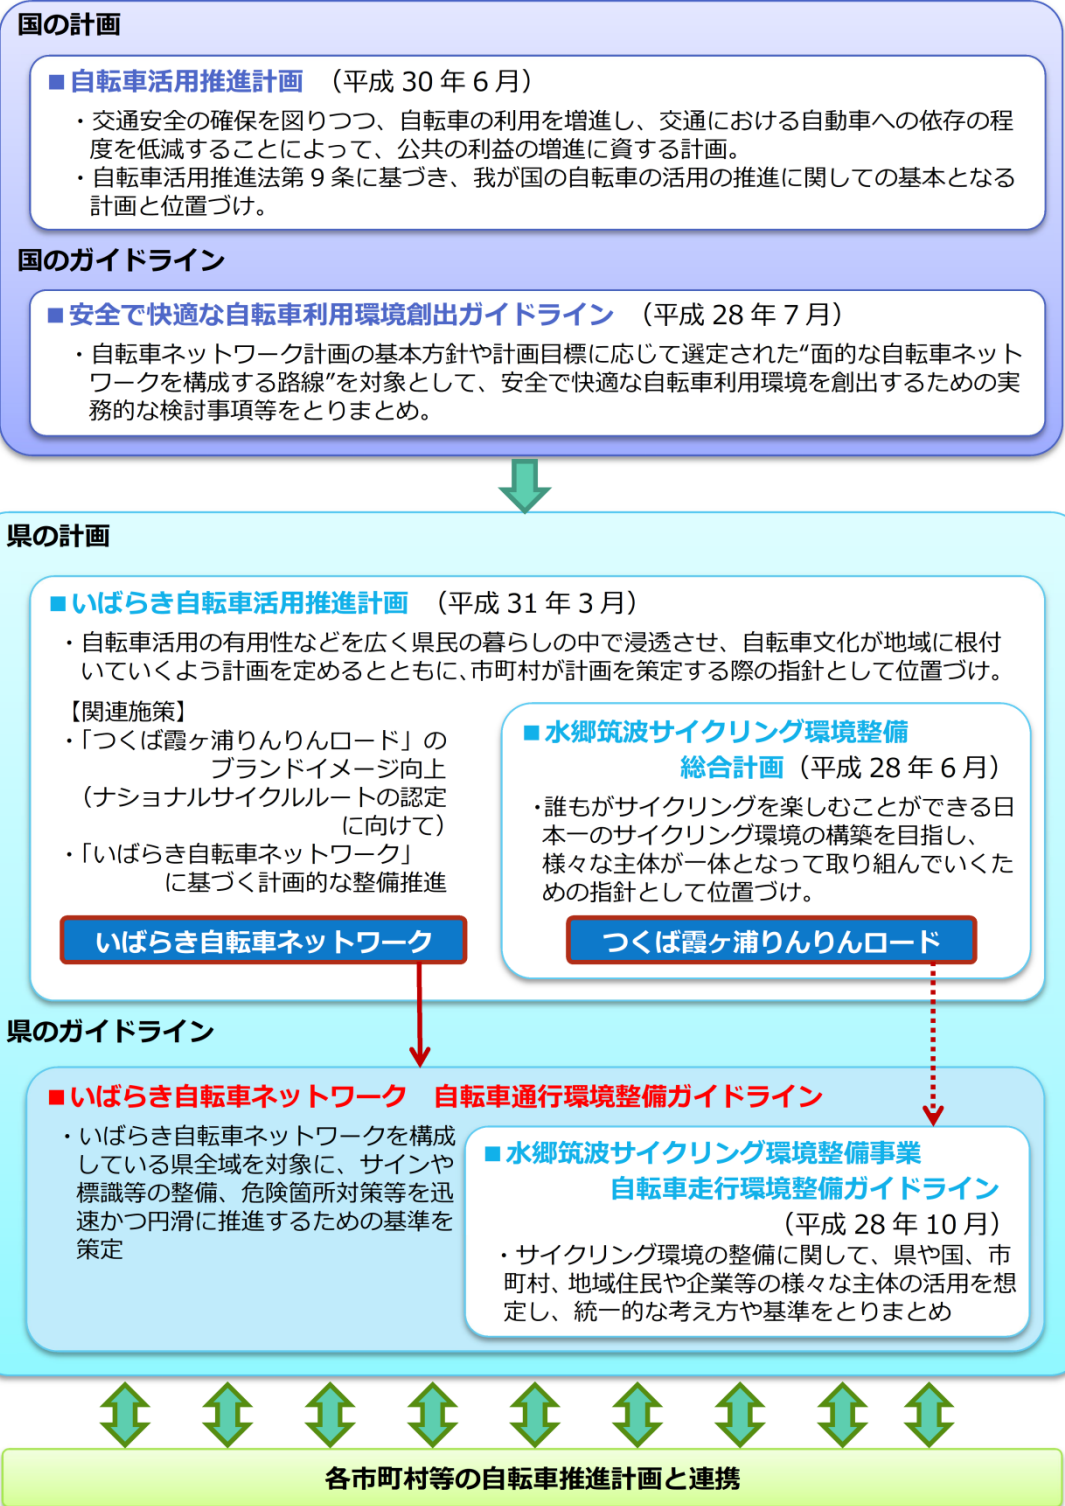 国の計画
■自転車活用推進計画　（平成 30 年 6 月）
・交通安全の確保を図りつつ、自転車の利用を増進し、交通における自動車への依存の程
度を低減することによって、公共の利益の増進に資する計画。
・自転車活用推進法第 9 条に基づき、我が国の自転車の活用の推進に関しての基本となる
計画と位置づけ。
国のガイドライン
■安全で快適な自転車利用環境創出ガイドライン　（平成 28 年 7 月）
・自転車ネットワーク計画の基本方針や計画目標に応じて選定された“面的な自転車ネット
ワークを構成する路線”を対象として、安全で快適な自転車利用環境を創出するための実
務的な検討事項等をとりまとめ。
県の計画
■いばらき自転車活用推進計画　（平成 31 年 3 月）
・自転車活用の有用性などを広く県民の暮らしの中で浸透させ、自転車文化が地域に根付
いていくよう計画を定めるとともに、市町村が計画を策定する際の指針として位置づけ。
【関連施策】
・「つくば霞ヶ浦りんりんロード」の
ブランドイメージ向上
（ナショナルサイクルルートの認定
に向けて）
・「いばらき自転車ネットワーク」
に基づく計画的な整備推進
いばらき自転車ネットワーク
■水郷筑波サイクリング環境整備
総合計画（平成 28 年 6 月）
・誰もがサイクリングを楽しむことができる日
本一のサイクリング環境の構築を目指し、
様々な主体が一体となって取り組んでいくた
めの指針として位置づけ。
つくば霞ヶ浦りんりんロード
県のガイドライン
■いばらき自転車ネットワーク　自転車通行環境整備ガイドライン
・いばらき自転車ネットワークを構成
している県全域を対象に、サインや
標識等の整備、危険箇所対策等を迅
速かつ円滑に推進するための基準を
策定
■水郷筑波サイクリング環境整備事業
自転車走行環境整備ガイドライン
（平成 28 年 10 月）
・サイクリング環境の整備に関して、県や国、市
町村、地域住民や企業等の様々な主体の活用を想
定し、統一的な考え方や基準をとりまとめ
各市町村等の自転車推進計画と連携